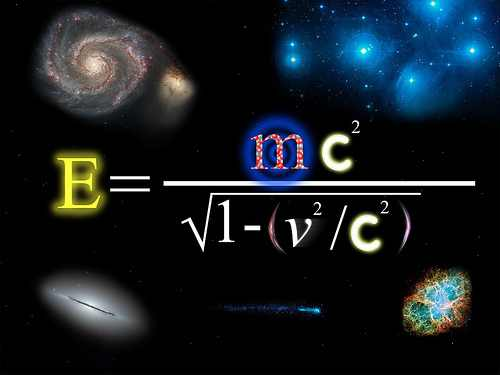 E = mc²
√1-(v²/c²)